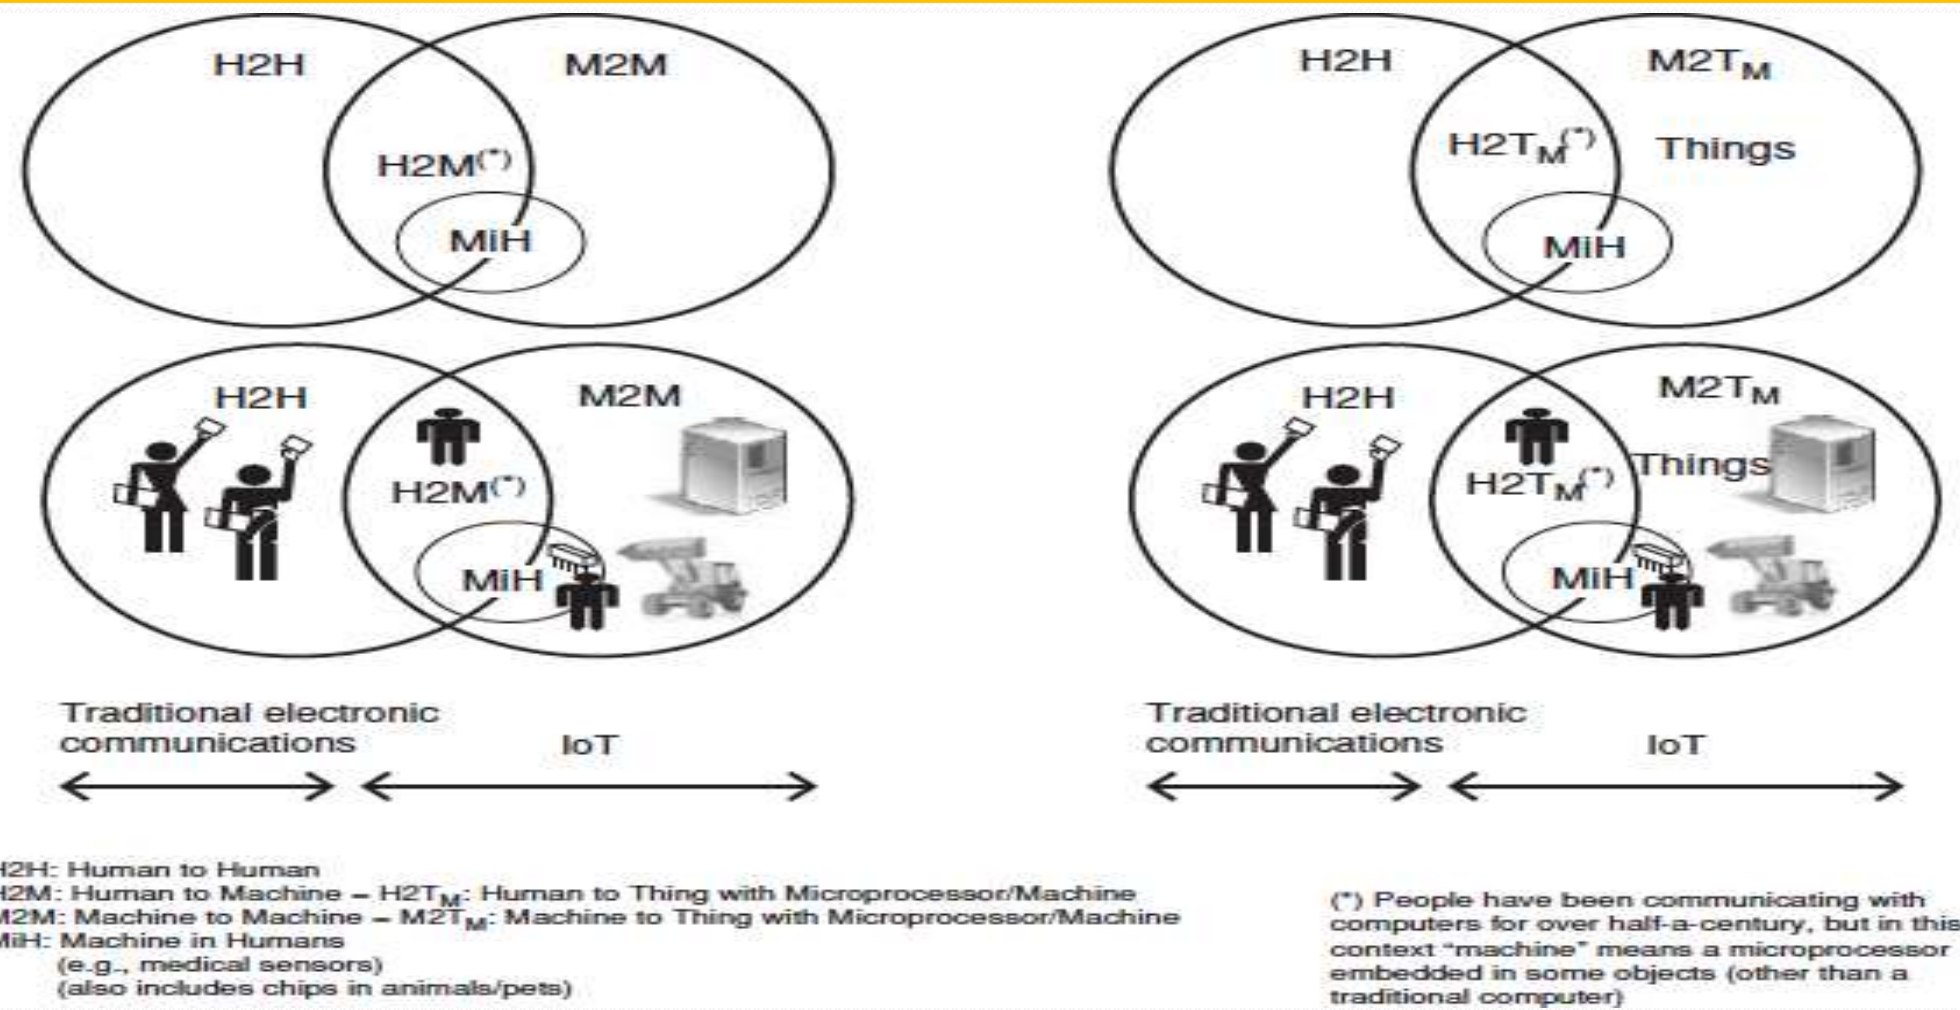 H2H
M2M
H2M(*)
MiH
H2H
M2TM
H2TM(*)
Things
MiH
H2H
M2M
H2M(*)
MiH
H2H
M2TM
H2TM(*)
Things
MiH
Traditional electronic
communications
IoT
Traditional electronic
communications
IoT
H2H: Human to Human
H2M: Human to Machine – H2TM: Human to Thing with Microprocessor/Machine
M2M: Machine to Machine – M2TM: Machine to Thing with Microprocessor/Machine
MiH: Machine in Humans
(e.g., medical sensors)
(also includes chips in animals/pets)
(*) People have been communicating with
computers for over half-a-century, but in this
context “machine” means a microprocessor
embedded in some objects (other than a
traditional computer)